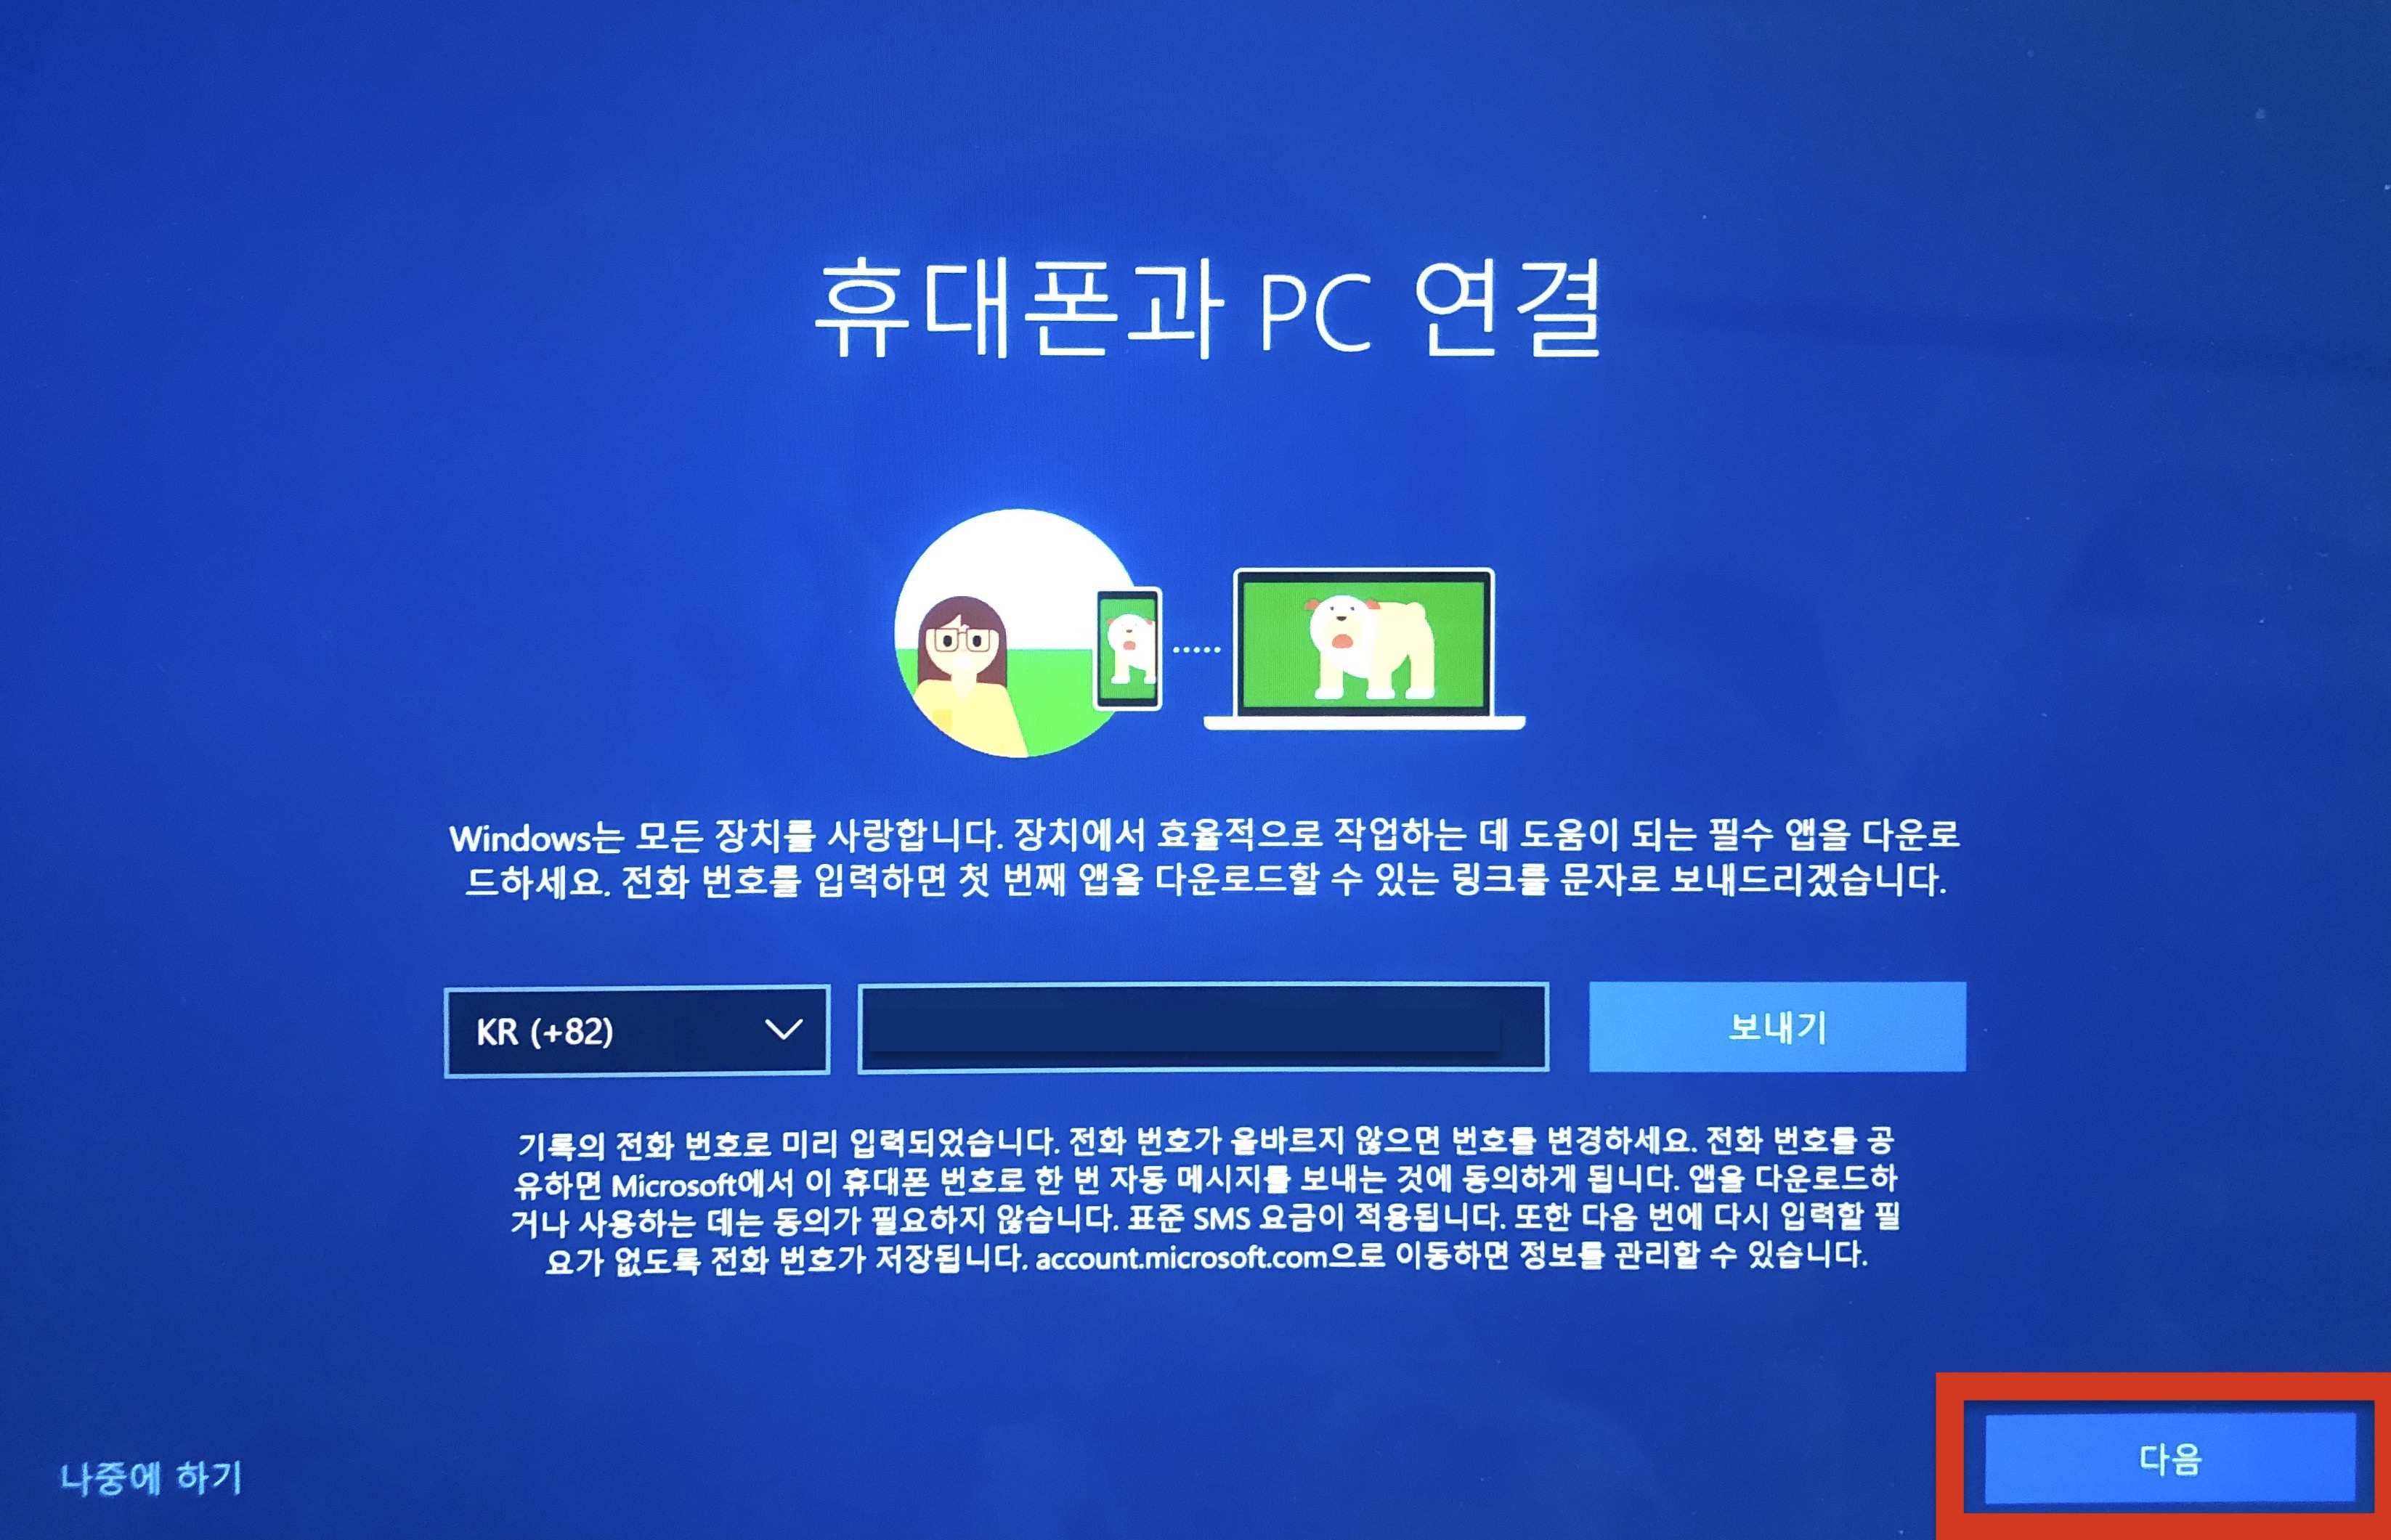 휴대폰과 PC 연결
Windows는 모든 장치를 사랑합니다. 장치에서 효율적으로 작업하는 데 도움이 되는 필수 앱을 다운로
드하세요. 전화 번호를 입력하면 첫 번째 앱을 다운로드할 수 있는 링크를 문자로 보내드리겠습니다.
KR (+82)
보내기
기록의 전화 번호로 미리 입력되었습니다. 전화 번호가 올바르지 않으면 번호를 변경하세요. 전화 번호를 공
유하면 Microsoft에서 이 휴대폰 번호로 한 번 자동 메시지를 보내는 것에 동의하게 됩니다. 앱을 다운로드하
거나 사용하는 데는 동의가 필요하지 않습니다. 표준 SMS 요금이 적용됩니다. 또한 다음 번에 다시 입력할 필
요가 없도록 전화 번호가 저장됩니다. account.microsoft.com으로 이동하면 정보를 관리할 수 있습니다.
나중에 하기
다음